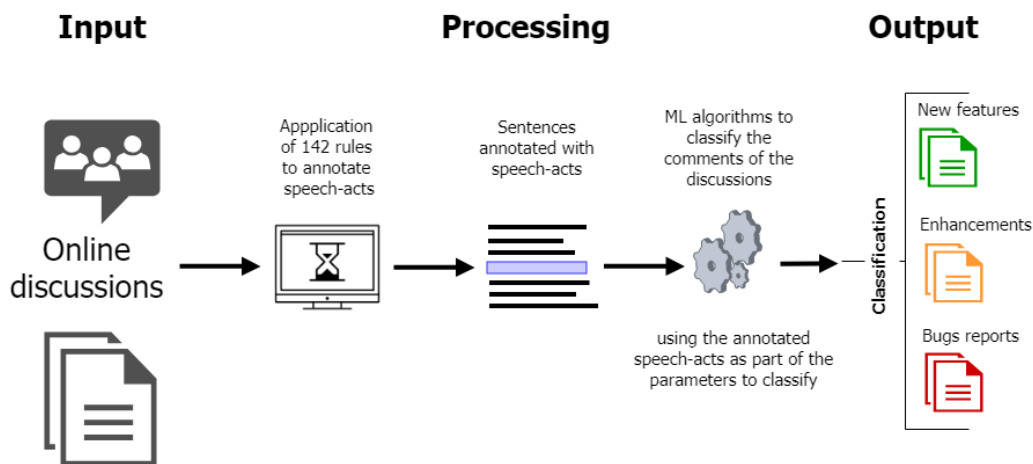 Input
Processing
Output
Online
discussions
Appplication
of 142 rules
to annotate
speech-acts
Sentences
annotated with
speech-acts
ML algorithms to
classify the
comments of the
discussions
using the annotated
speech-acts as part of the
parameters to classify
Classification
New features
Enhancements
Bugs reports